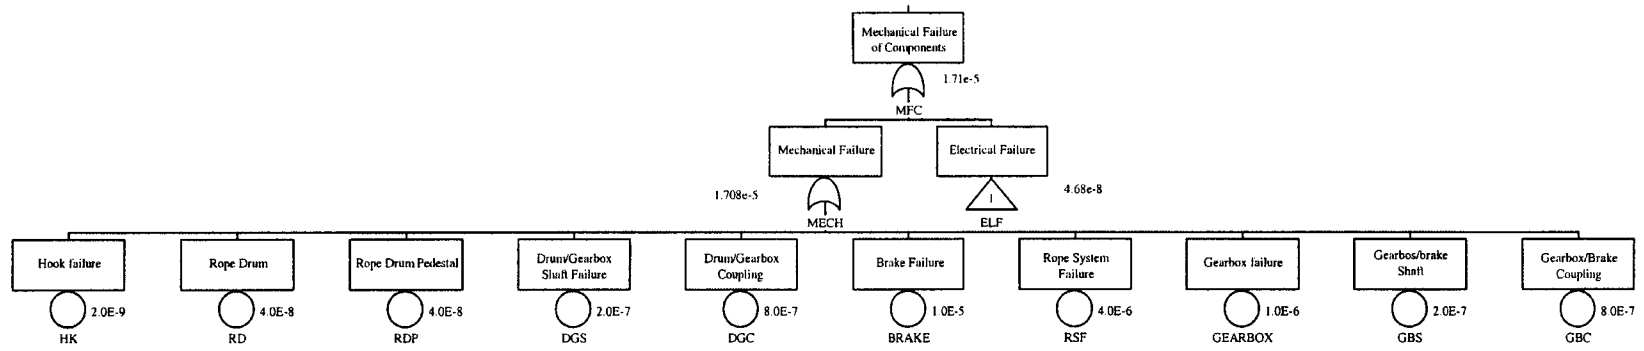 Mechanical Failure
of Components
1.71e-5
MFC
Mechanical Failure
Electrical Failure
1.708e-5
1
4.68e-8
MECH
ELF
Hook failure
Rope Drum
Rope Drum Pedestal
Drum/Gearbox
Shaft Failure
Drum/Gearbox
Coupling
Brake Failure
Rope System
Failure
Gearbox failure
Gearbos/brake
Shaft
Gearbox/Brake
Coupling
2.0E-9
4.0E-8
4.0E-8
2.0E-7
8.0E-7
1.0E-5
4.0E-6
1.0E-6
2.0E-7
8.0E-7
HK
RD
RDP
DGS
DGC
BRAKE
RSF
GEARBOX
GBS
GBC